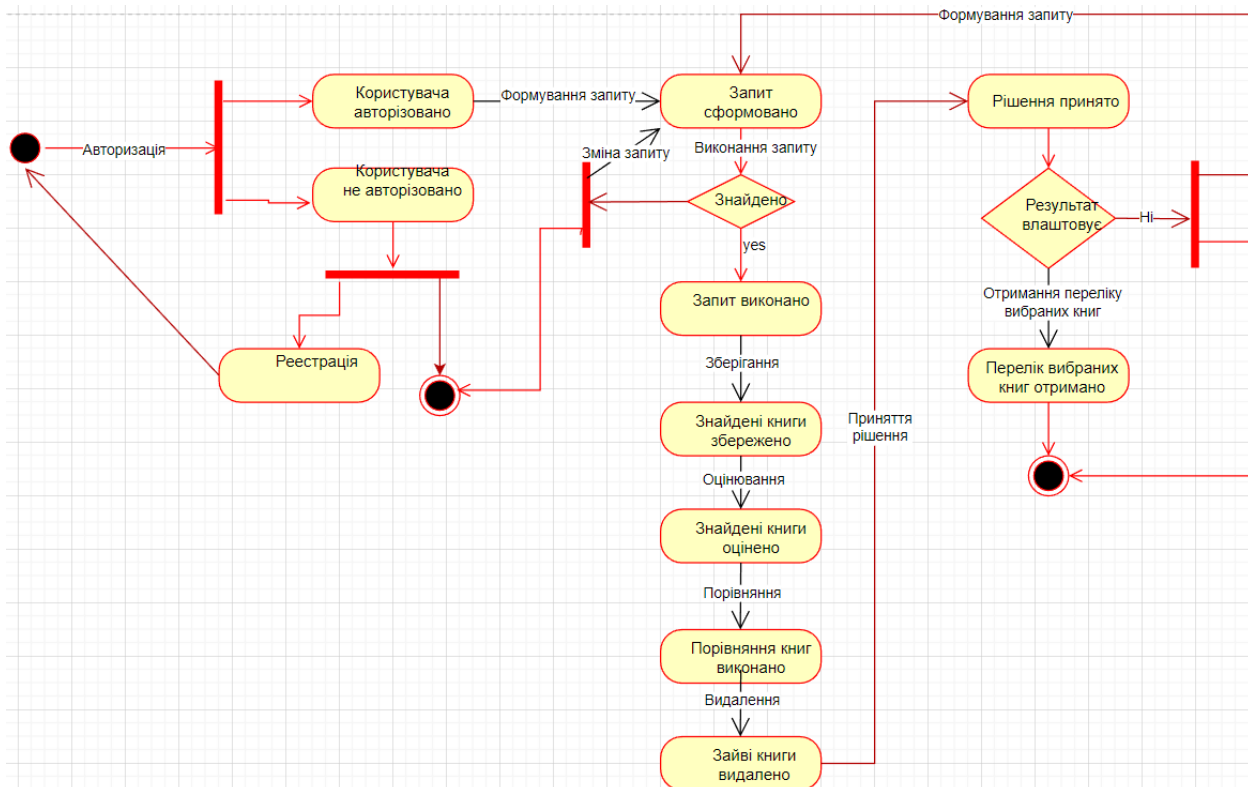 Формування запиту
Користувача
авторізовано
Формування запиту
Запит
сформовано
Рішення принято
Авторизація
Зміна запиту
Виконання запиту
Користувача
не авторізовано
Знайдено
Результат
влаштовує
Ні
yes
Запит виконано
Отримання переліку
вибраних книг
Реестрація
Зберігання
Перелік вибраних
книг отримано
Знайдені книги
збережено
Приняття
рішення
Оцінювання
Знайдені книги
оцінено
Порівняння
Порівняння книг
виконано
Видалення
Зайві книги
видалено